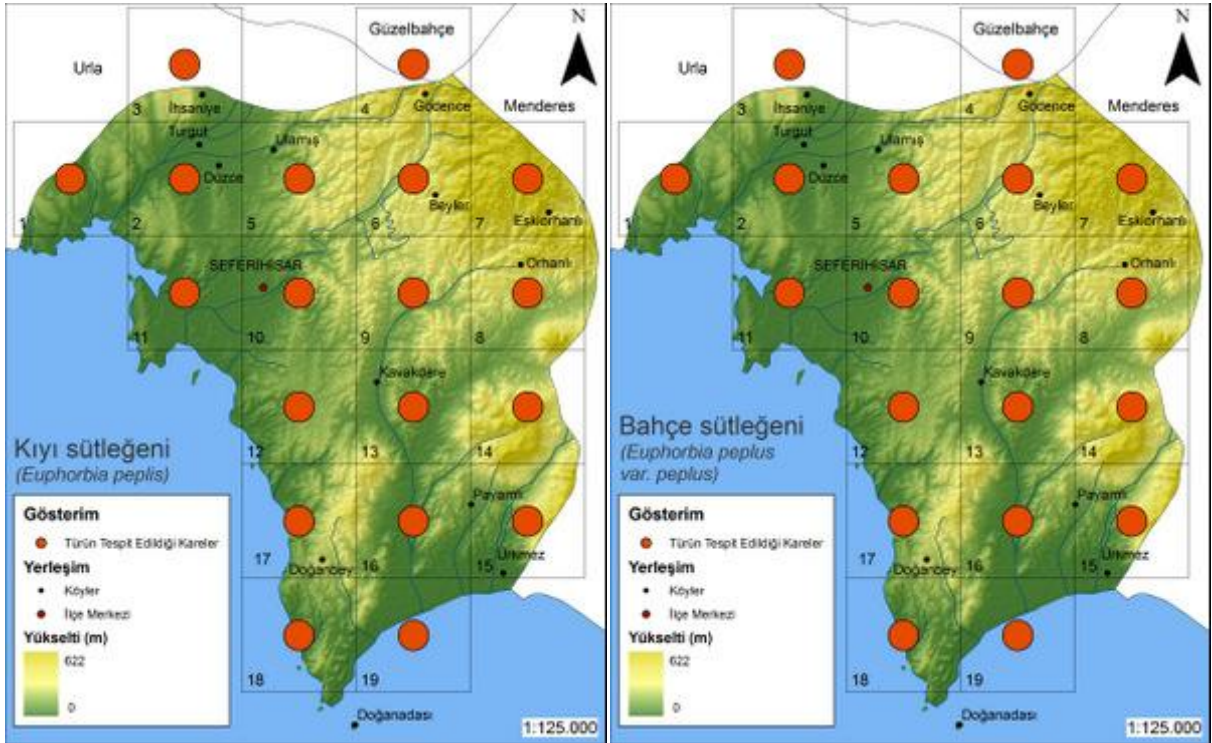 N
Güzelbahçe
Urla
İhsaniye
3
4
Gödence
Menderes
Turgut
Ulamış
Düzce
Beyler
1
2
5
6
7
Eskiorhanlı
SEFERİHİSAR
Orhanlı
11
10
9
8
Kavakdere
Kıyı sütleğeni
(Euphorbia peplis)
12
13
14
Gösterim
Türün Tespit Edildiği Kareler
Yerleşim
Köyler
İlçe Merkezi
Yükselti (m)
622
0
Payamlı
17
Doğanbey
16
15
Ürkmez
18
19
Doğanadası
1:125.000
N
Güzelbahçe
Urla
İhsaniye
3
4
Gödence
Menderes
Turgut
Ulamış
Düzce
Beyler
1
2
5
6
7
Eskiorhanlı
SEFERİHİSAR
Orhanlı
11
10
9
8
Kavakdere
Bahçe sütleğeni
(Euphorbia peplus
var. peplus)
12
13
14
Gösterim
Türün Tespit Edildiği Kareler
Yerleşim
Köyler
İlçe Merkezi
Yükselti (m)
622
0
Payamlı
17
Doğanbey
16
15
Ürkmez
18
19
Doğanadası
1:125.000